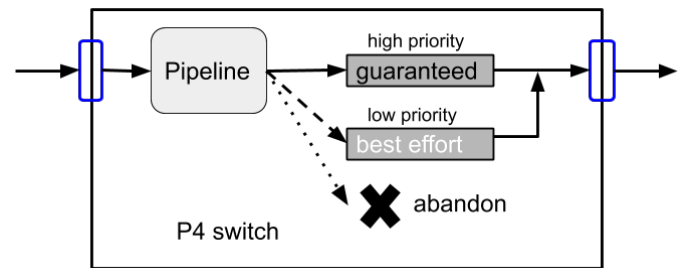 high priority
Pipeline
guaranteed
low priority
best effort
abandon
P4 switch